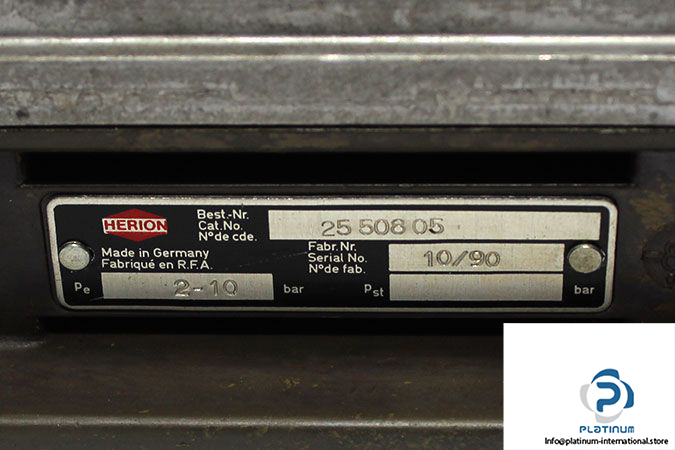 HERION
Best.-Nr.
Cat.No.
N° de cde.
25 508 05
Made in Germany
Fabriqué en R.F.A.
Fabr. Nr.
Serial No.
N° de fab.
10/90
Pe 2-10 bar
Pst bar
PLATINUM
Info@platinum-international.store